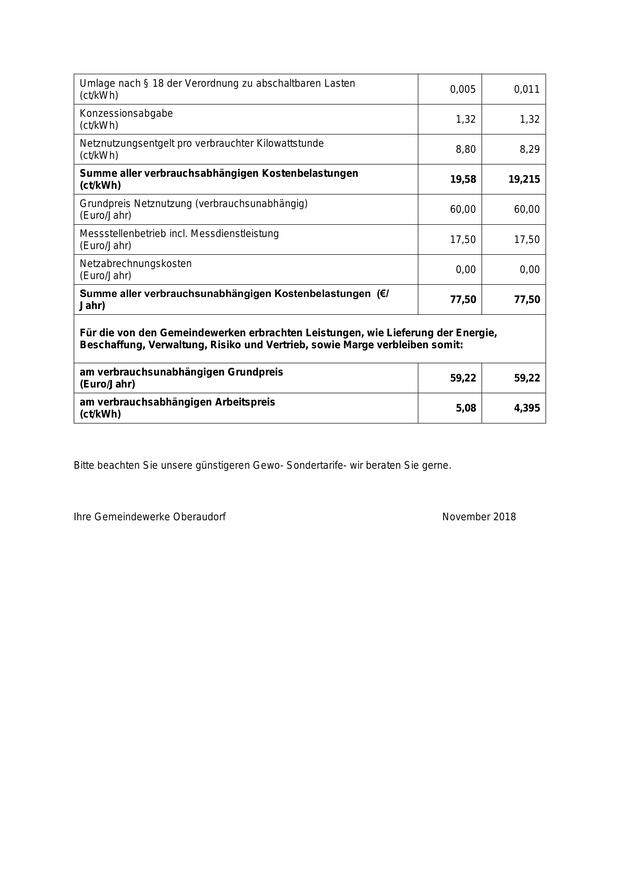 Umlage nach § 18 der Verordnung zu abschaltbaren Lasten
(ct/kWh) 0,005 0,011
Konzessionsabgabe
(ct/kWh) 1,32 1,32
Netznutzungsentgelt pro verbrauchter Kilowattstunde
(ct/kWh) 8,80 8,29
Summe aller verbrauchsabhängigen Kostenbelastungen
(ct/kWh) 19,58 19,215
Grundpreis Netznutzung (verbrauchsunabhängig)
(Euro/Jahr) 60,00 60,00
Messstellenbetrieb incl. Messdienstleistung
(Euro/Jahr) 17,50 17,50
Netzabrechnungskosten
(Euro/Jahr) 0,00 0,00
Summe aller verbrauchsunabhängigen Kostenbelastungen (€/
Jahr) 77,50 77,50
Für die von den Gemeindewerken erbrachten Leistungen, wie Lieferung der Energie,
Beschaffung, Verwaltung, Risiko und Vertrieb, sowie Marge verbleiben somit:
am verbrauchsunabhängigen Grundpreis
(Euro/Jahr) 59,22 59,22
am verbrauchsabhängigen Arbeitspreis
(ct/kWh) 5,08 4,395
Bitte beachten Sie unsere günstigeren Gewo- Sondertarife- wir beraten Sie gerne.
Ihre Gemeindewerke Oberaudorf November 2018